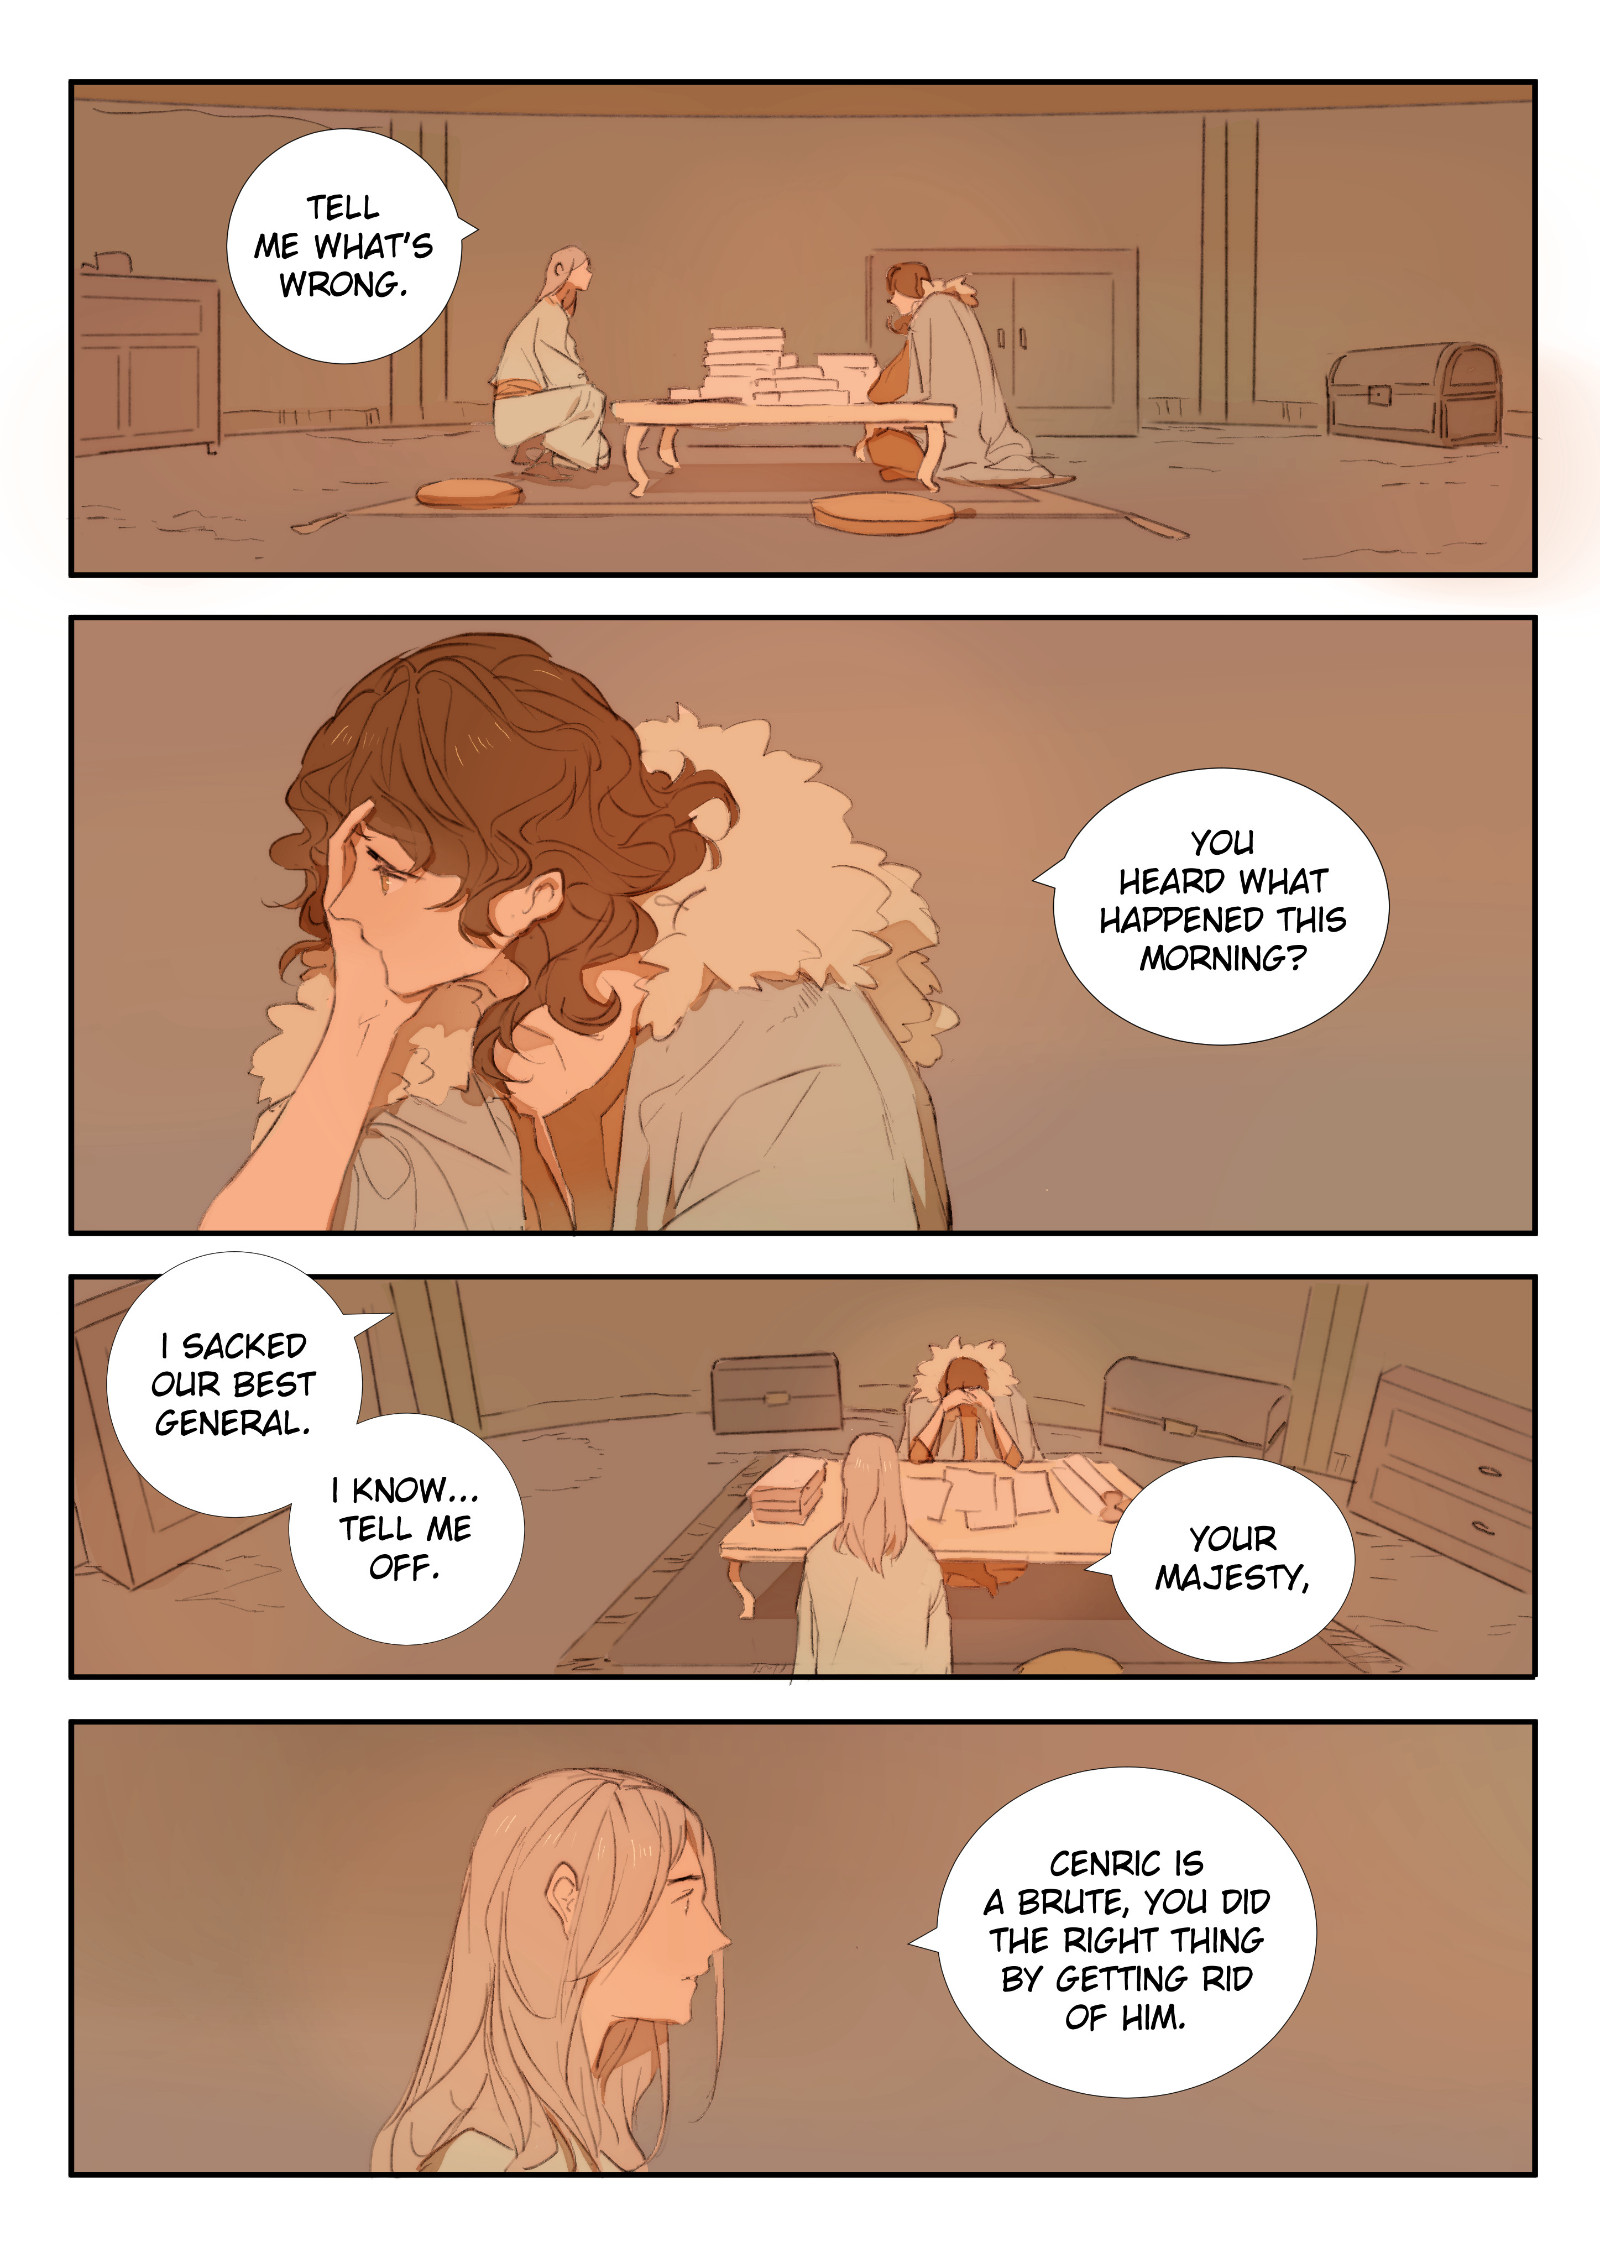 TELL
ME WHAT'S
WRONG.
YOU
HEARD WHAT
HAPPENED THIS
MORNING?
I SACKED
OUR BEST
GENERAL.
I KNOW...
TELL ME
OFF.
YOUR
MAJESTY,
CENRIC IS
A BRUTE, YOU DID
THE RIGHT THING
BY GETTING RID
OF HIM.